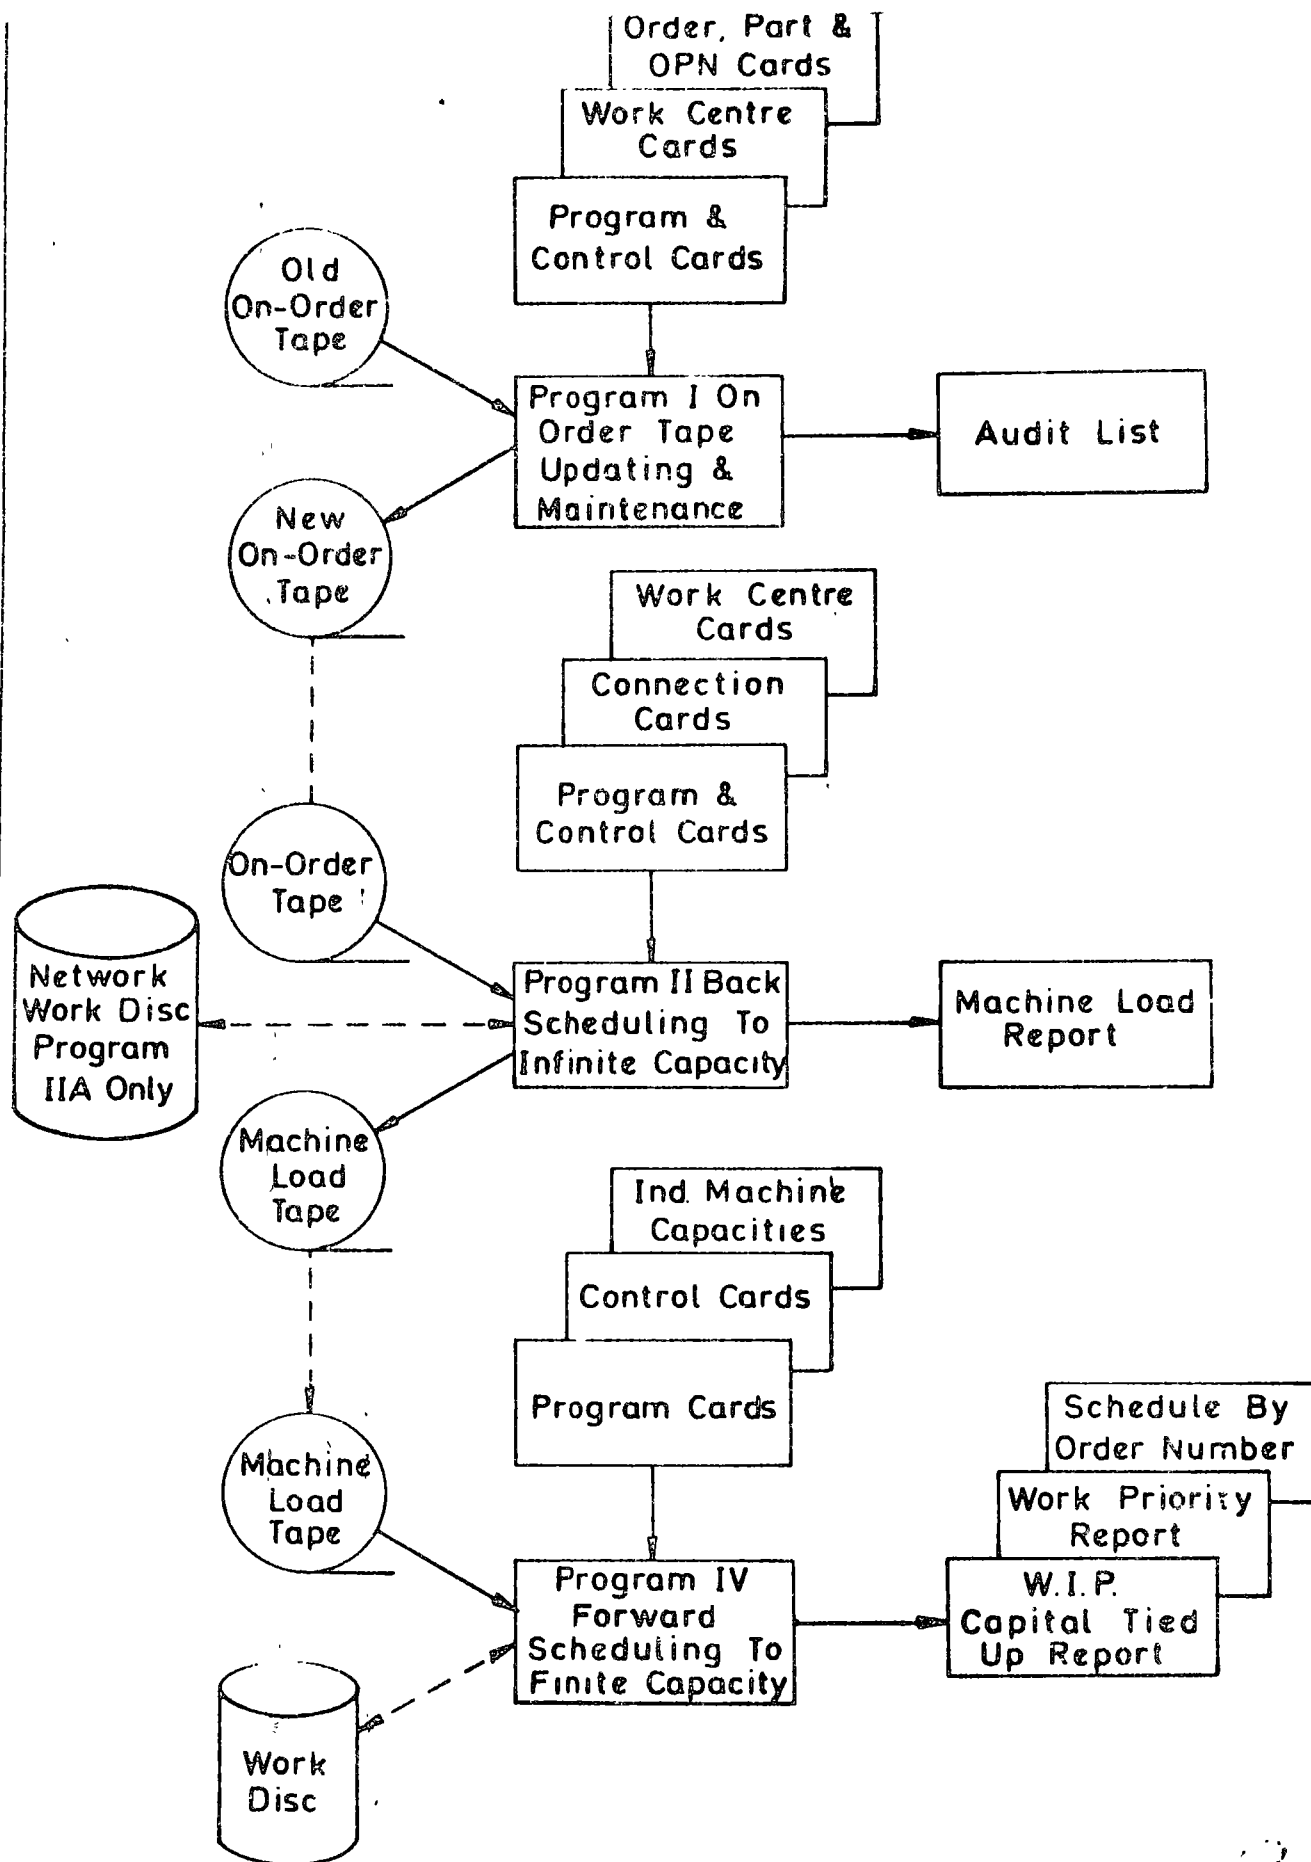 Order, Part &
OPN Cards
Work Centre
Cards
Program &
Control Cards
Old
On-Order
Tape
Program I On
Order Tape
Updating &
Maintenance
Audit List
New
On-Order
Tape
Work Centre
Cards
Connection
Cards
Program &
Control Cards
On-Order
Tape
Network
Work Disc
Program
IIA Only
Program II Back
Scheduling To
Infinite Capacity
Machine Load
Report
Machine
Load
Tape
Ind. Machine
Capacities
Control Cards
Program Cards
Machine
Load
Tape
Schedule By
Order Number
Work Priority
Report
W.I.P.
Capital Tied
Up Report
Program IV
Forward
Scheduling To
Finite Capacity
Work
Disc